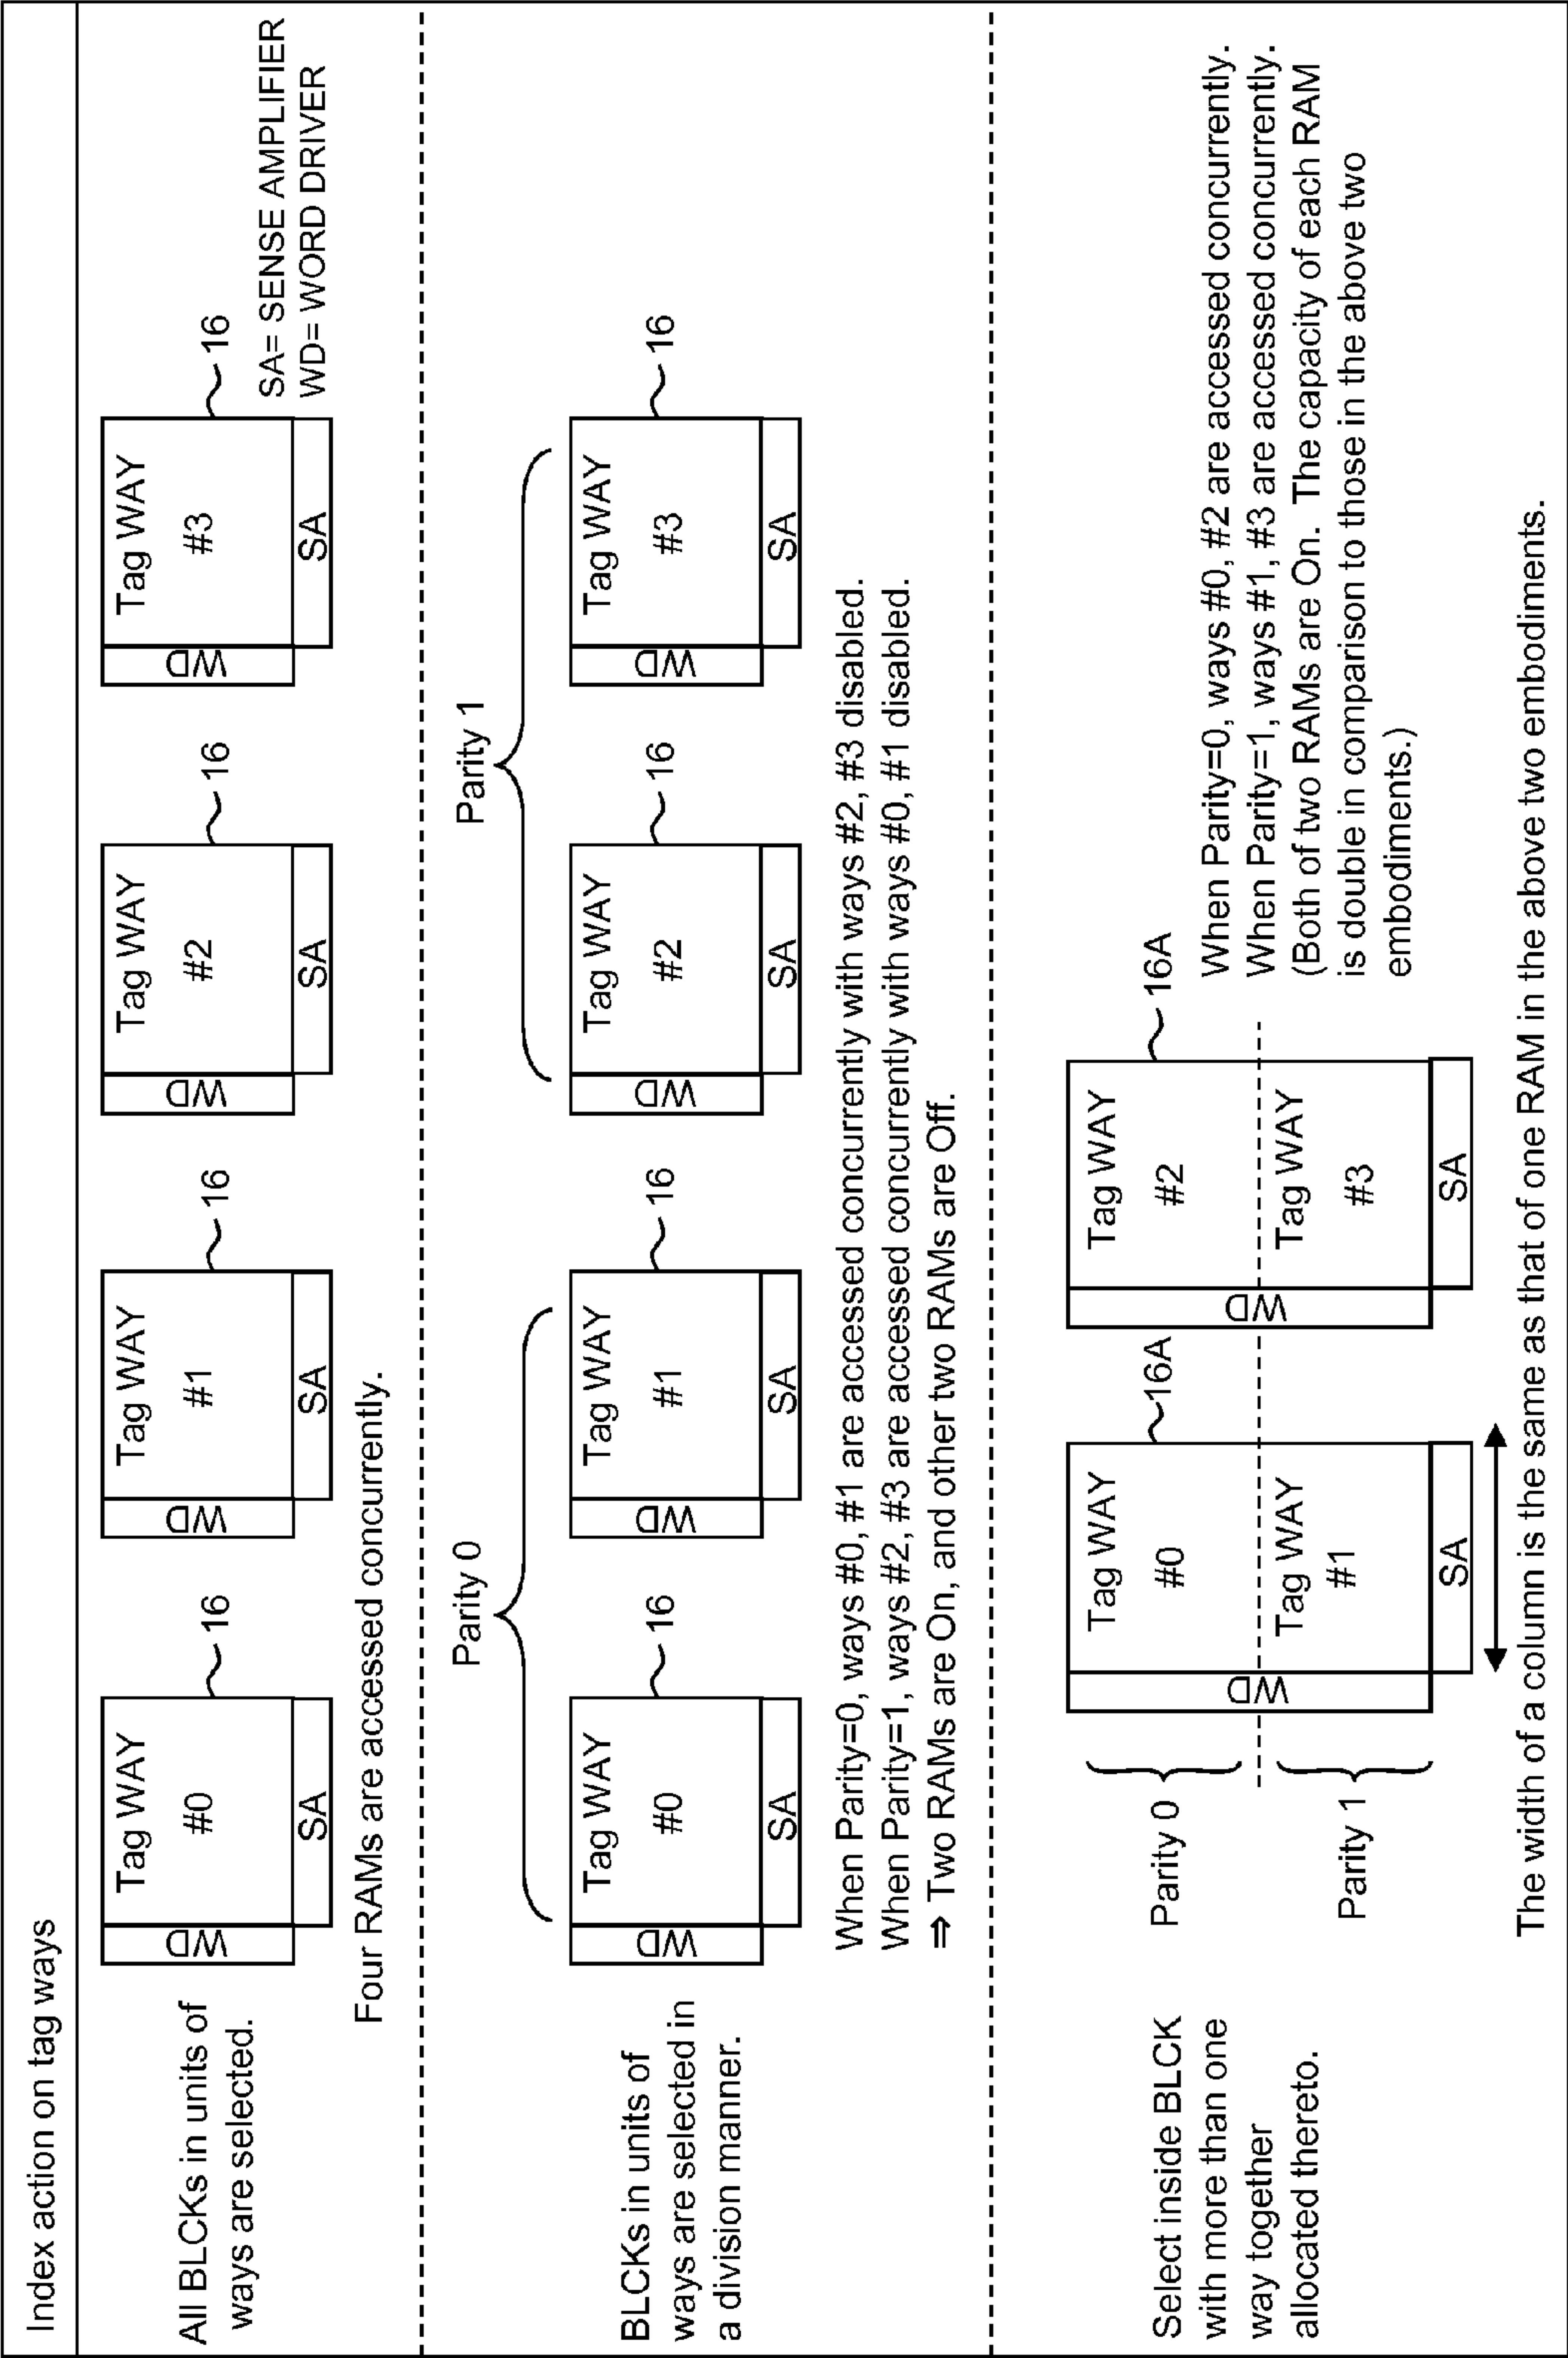 Index action on tag ways
All BLCKs in units of
ways are selected.
WD
Tag WAY
#0
SA
16
WD
Tag WAY
#1
SA
16
WD
Tag WAY
#2
SA
16
WD
Tag WAY
#3
SA
16
SA= SENSE AMPLIFIER
WD= WORD DRIVER
Four RAMs are accessed concurrently.
BLCKs in units of
ways are selected in
a division manner.
Parity 0
Parity 1
WD
Tag WAY
#0
SA
16
WD
Tag WAY
#1
SA
16
WD
Tag WAY
#2
SA
16
WD
Tag WAY
#3
SA
16
When Parity=0, ways #0, #1 are accessed concurrently with ways #2, #3 disabled.
When Parity=1, ways #2, #3 are accessed concurrently with ways #0, #1 disabled.
⇒ Two RAMs are On, and other two RAMs are Off.
Select inside BLCK
with more than one
way together
allocated thereto.
Parity 0
Parity 1
WD
Tag WAY
#0
Tag WAY
#1
SA
16A
WD
Tag WAY
#2
Tag WAY
#3
SA
16A
When Parity=0, ways #0, #2 are accessed concurrently.
When Parity=1, ways #1, #3 are accessed concurrently.
(Both of two RAMs are On. The capacity of each RAM
is double in comparison to those in the above two
embodiments.)
The width of a column is the same as that of one RAM in the above two embodiments.